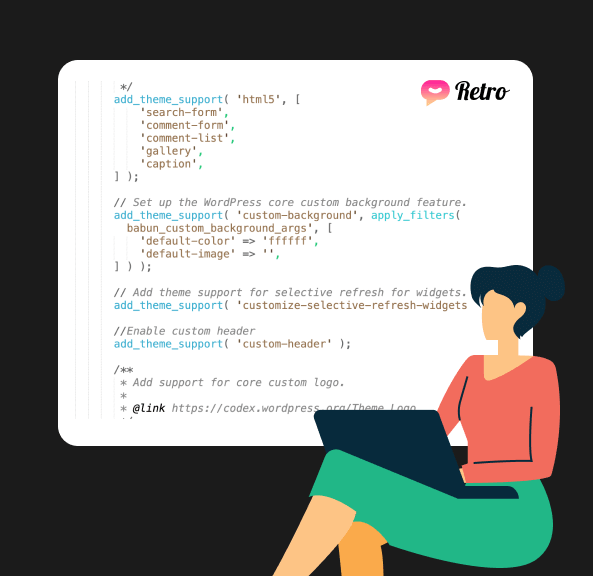 Retro
*/
add_theme_support( 'html5', [
'search-form',
'comment-form',
'comment-list',
'gallery',
'caption',
] );
// Set up the WordPress core custom background feature.
add_theme_support( 'custom-background', apply_filters(
babun_custom_background_args', [
'default-color' => 'ffffff',
'default-image' => '',
] ) );
// Add theme support for selective refresh for widgets.
add_theme_support( 'customize-selective-refresh-widgets
//Enable custom header
add_theme_support( 'custom-header' );
/**
* Add support for core custom logo.
*
* @link https://codex.wordpress.org/Theme_Logo